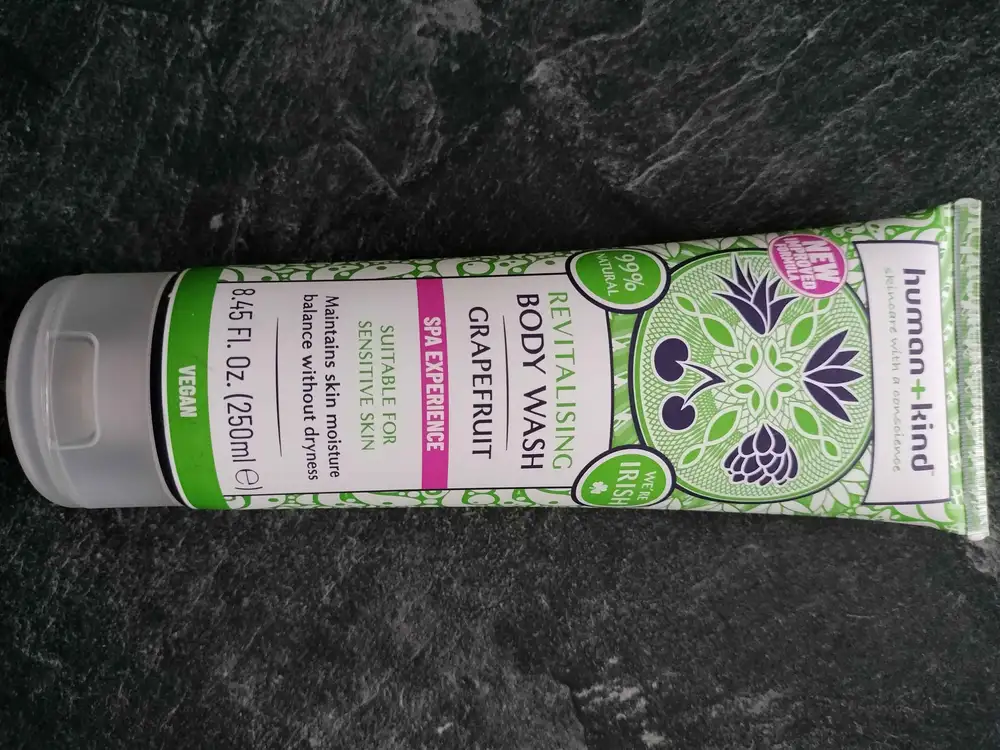 human+kind™
skincare with a conscience
NEW
IMPROVED
FORMULA
99%
NATURAL
WE'RE
IRISH
REVITALISING
BODY WASH
GRAPEFRUIT
SPA EXPERIENCE
SUITABLE FOR
SENSITIVE SKIN
Maintains skin moisture
balance without dryness
8.45 Fl. Oz. (250ml ℮)
VEGAN